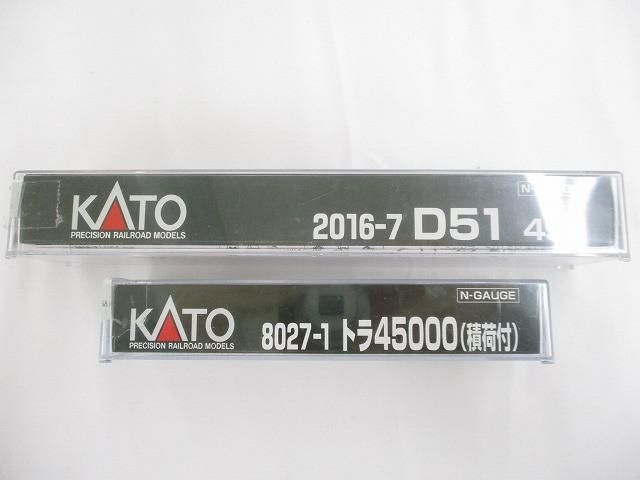 KATO
PRECISION RAILROAD MODELS
2016-7 D51
KATO
PRECISION RAILROAD MODELS
N-GAUGE
8027-1 トラ45000(積荷付)